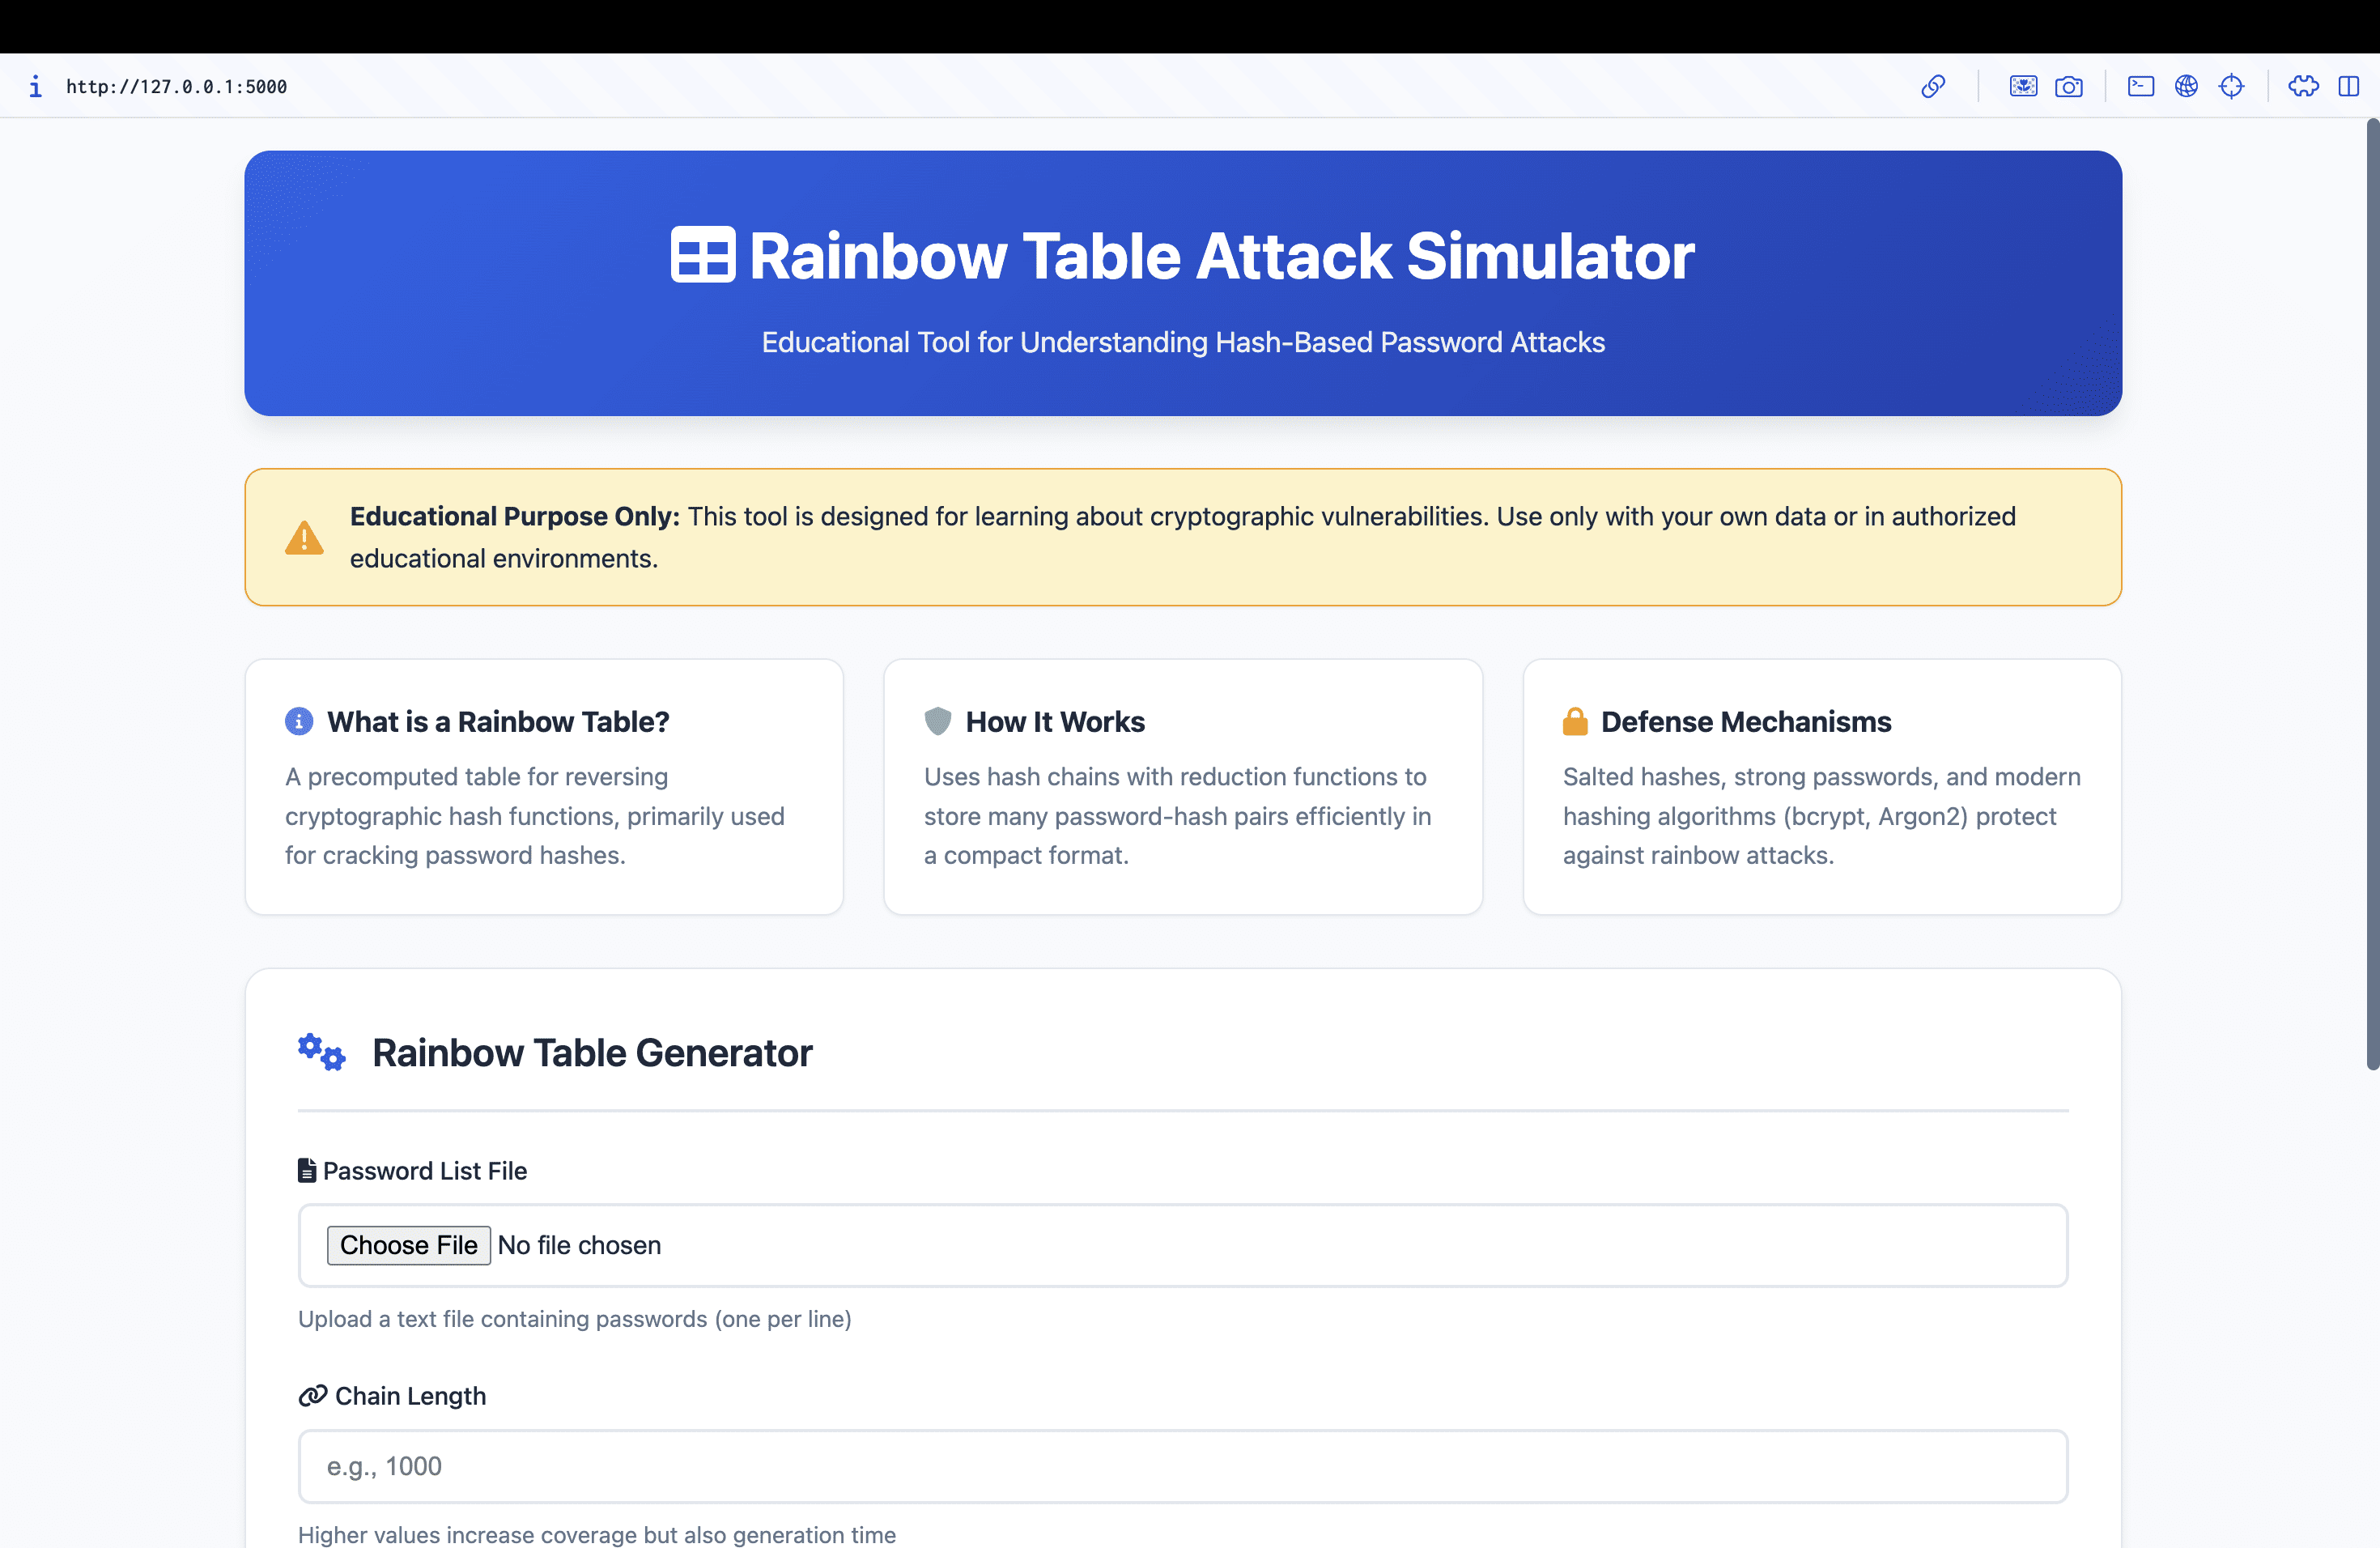 http://127.0.0.1:5000
Rainbow Table Attack Simulator
Educational Tool for Understanding Hash-Based Password Attacks
Educational Purpose Only: This tool is designed for learning about cryptographic vulnerabilities. Use only with your own data or in authorized
educational environments.
What is a Rainbow Table?
A precomputed table for reversing
cryptographic hash functions, primarily used
for cracking password hashes.
How It Works
Uses hash chains with reduction functions to
store many password-hash pairs efficiently in
a compact format.
Defense Mechanisms
Salted hashes, strong passwords, and modern
hashing algorithms (bcrypt, Argon2) protect
against rainbow attacks.
Rainbow Table Generator
Password List File
Choose File No file chosen
Upload a text file containing passwords (one per line)
Chain Length
e.g., 1000
Higher values increase coverage but also generation time